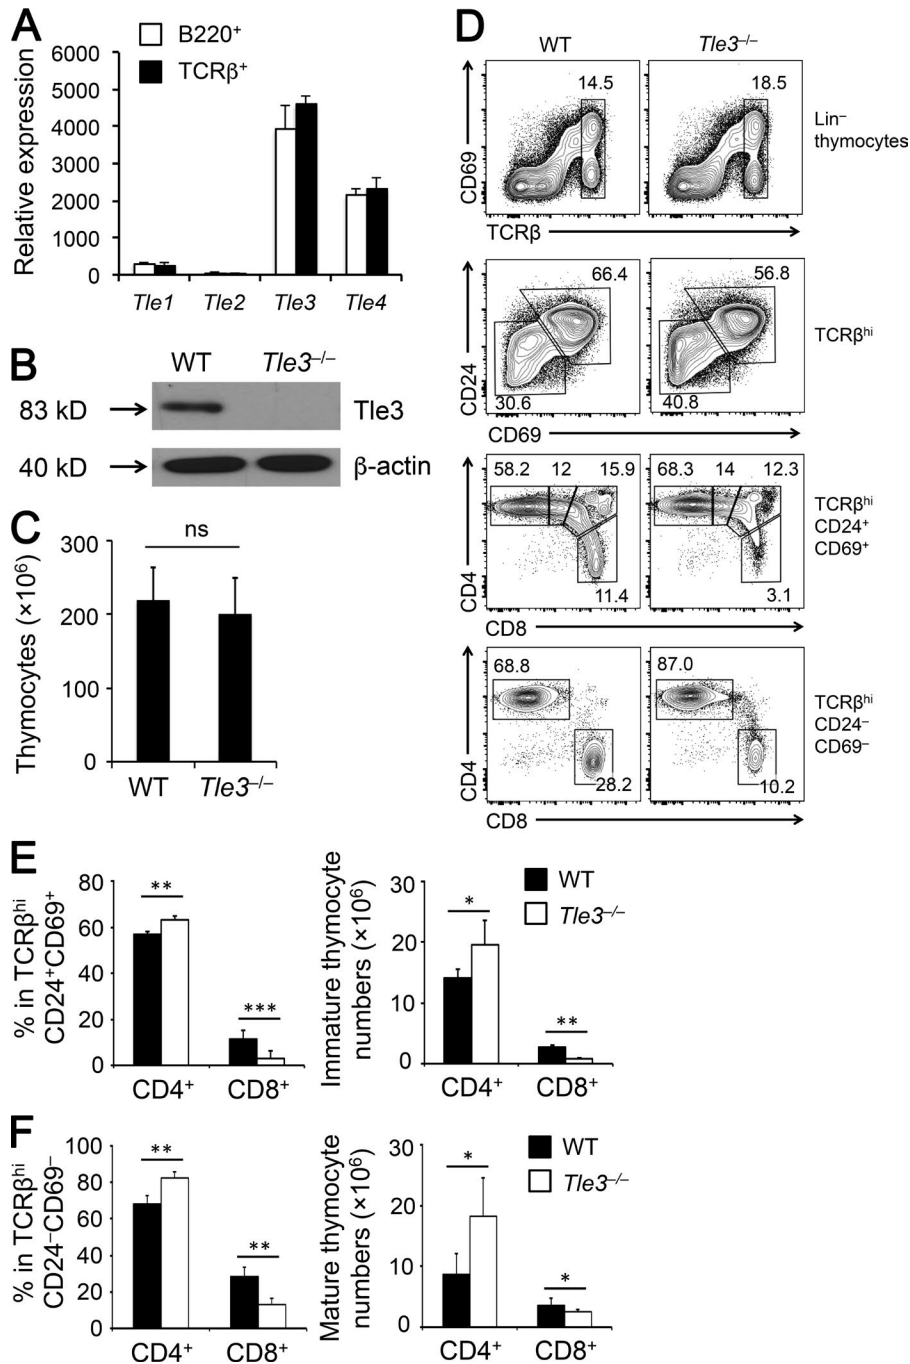 A
B220⁺
TCRβ⁺
Relative expression
6000
5000
4000
3000
2000
1000
0
Tle1 Tle2 Tle3 Tle4
B
WT Tle3⁻/⁻
83 kD Tle3
40 kD β-actin
C
ns
Thymocytes (×10⁶)
300
200
100
0
WT Tle3⁻/⁻
D
WT Tle3⁻/⁻
14.5 18.5
CD69
TCRβ
Lin⁻
thymocytes
66.4 56.8
30.6 40.8
CD24
CD69
TCRβʰⁱ
58.2 12 15.9 68.3 14 12.3
11.4 3.1
CD4
CD8
TCRβʰⁱ
CD24⁺
CD69⁺
68.8 87.0
28.2 10.2
CD4
CD8
TCRβʰⁱ
CD24⁻
CD69⁻
E
% in TCRβʰⁱ
CD24⁺CD69⁺
80
60
40
20
0
**
***
CD4⁺ CD8⁺
Immature thymocyte
numbers (×10⁶)
30
20
10
0
*
**
CD4⁺ CD8⁺
WT
Tle3⁻/⁻
F
% in TCRβʰⁱ
CD24⁻CD69⁻
100
80
60
40
20
0
**
**
CD4⁺ CD8⁺
Mature thymocyte
numbers (×10⁶)
30
20
10
0
*
*
CD4⁺ CD8⁺
WT
Tle3⁻/⁻